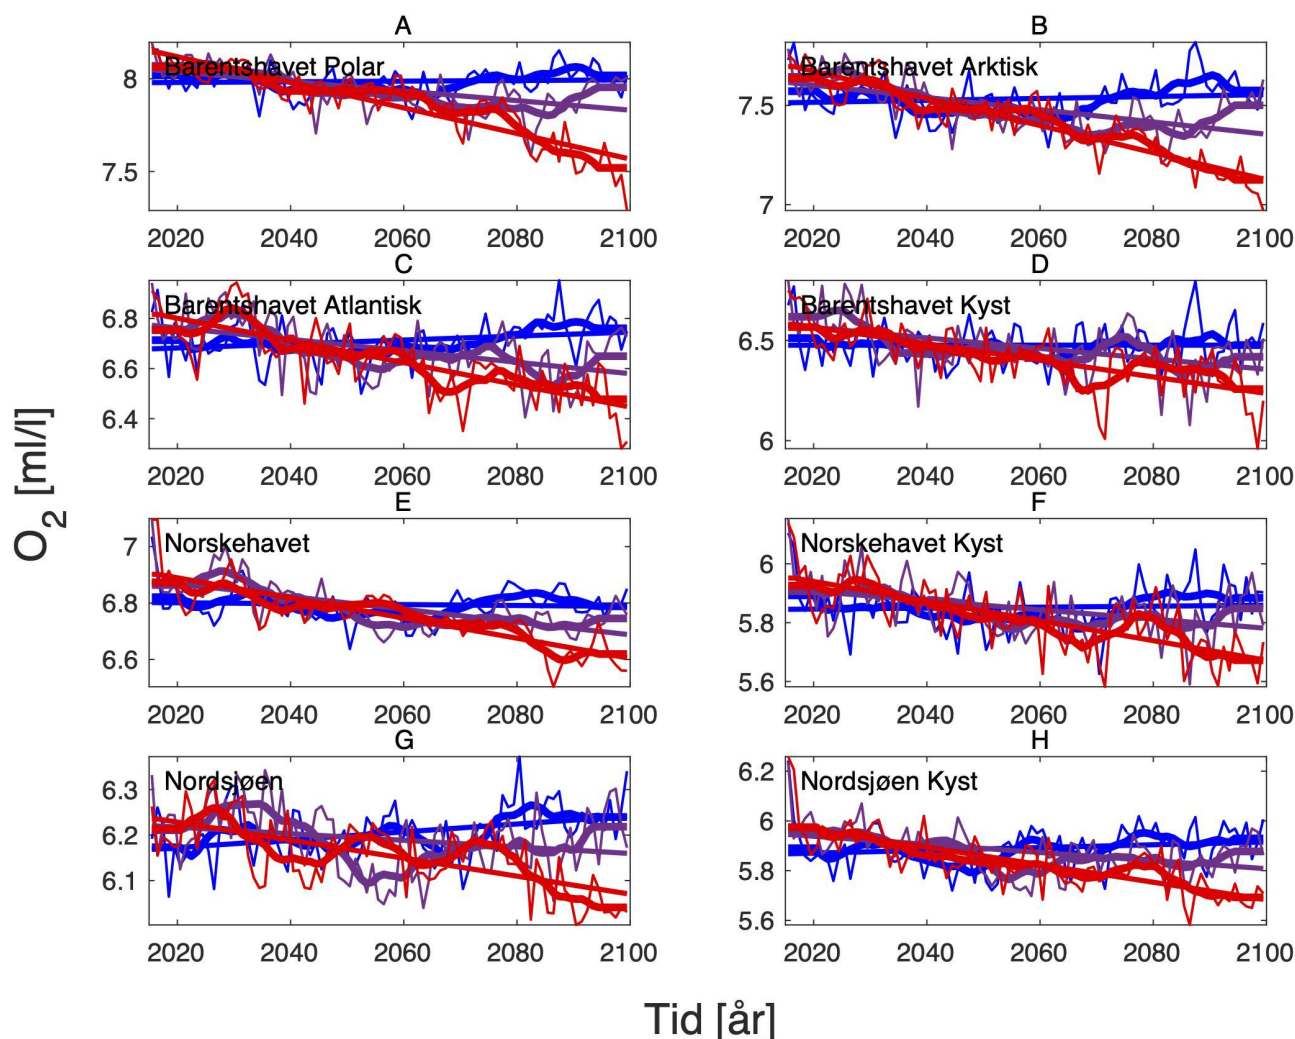 A
Barentshavet Polar
8
7.5
2020 2040 2060 2080 2100
B
Barentshavet Arktisk
7.5
7
2020 2040 2060 2080 2100
C
Barentshavet Atlantisk
6.8
6.6
6.4
2020 2040 2060 2080 2100
D
Barentshavet Kyst
6.5
6
2020 2040 2060 2080 2100
E
Norskehavet
7
6.8
6.6
2020 2040 2060 2080 2100
F
Norskehavet Kyst
6
5.8
5.6
2020 2040 2060 2080 2100
G
Nordsjøen
6.3
6.2
6.1
2020 2040 2060 2080 2100
H
Nordsjøen Kyst
6.2
6
5.8
5.6
2020 2040 2060 2080 2100
O₂ [ml/l]
Tid [år]